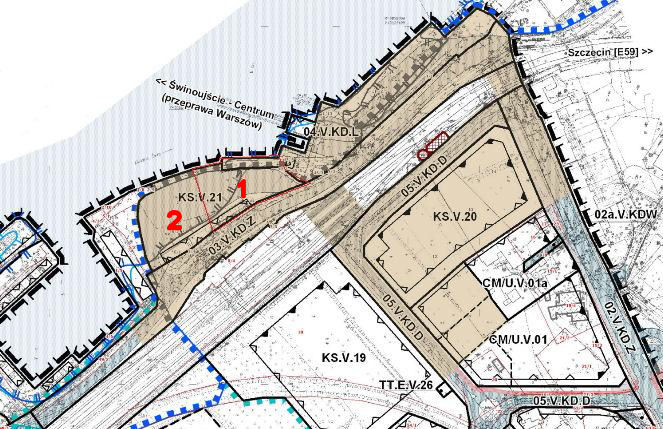 Szczecin [E59] >>
<< Świnoujście - Centrum
(przeprawa Warszów)
04.V.KD.L
05.V.KD.D
KS.V.21
1
2
KS.V.20
02a.V.KDW
03.V.KD.Z
CM/U.V.01a
05.V.KD.D
02.V.KD.Z
CM/U.V.01
KS.V.19
TT.E.V.26
05.V.KD.D